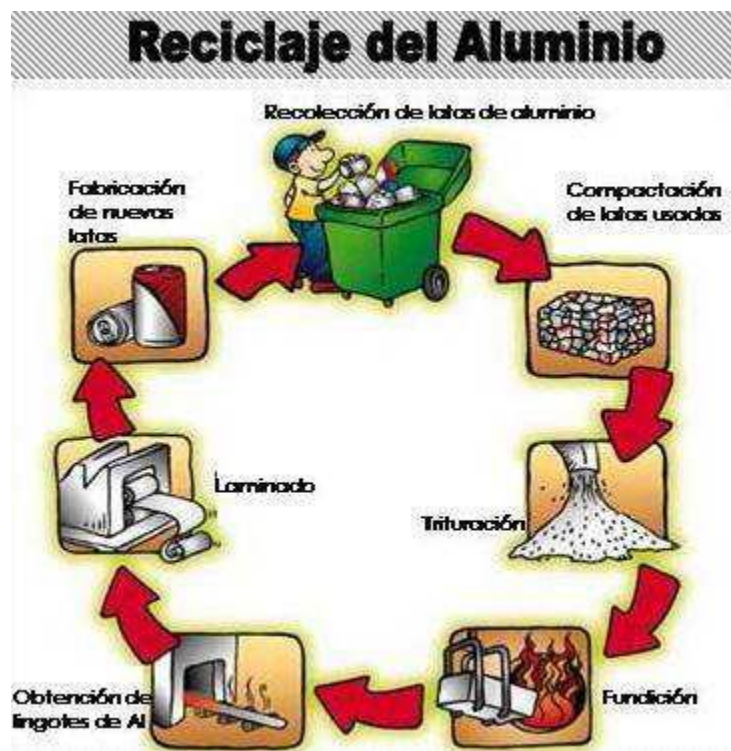 Reciclaje del Aluminio
Recolección de latas de aluminio
Compactación
de latas usadas
Trituración
Fundición
Obtención de
lingotes de Al
Laminado
Fabricación
de nuevas
latas